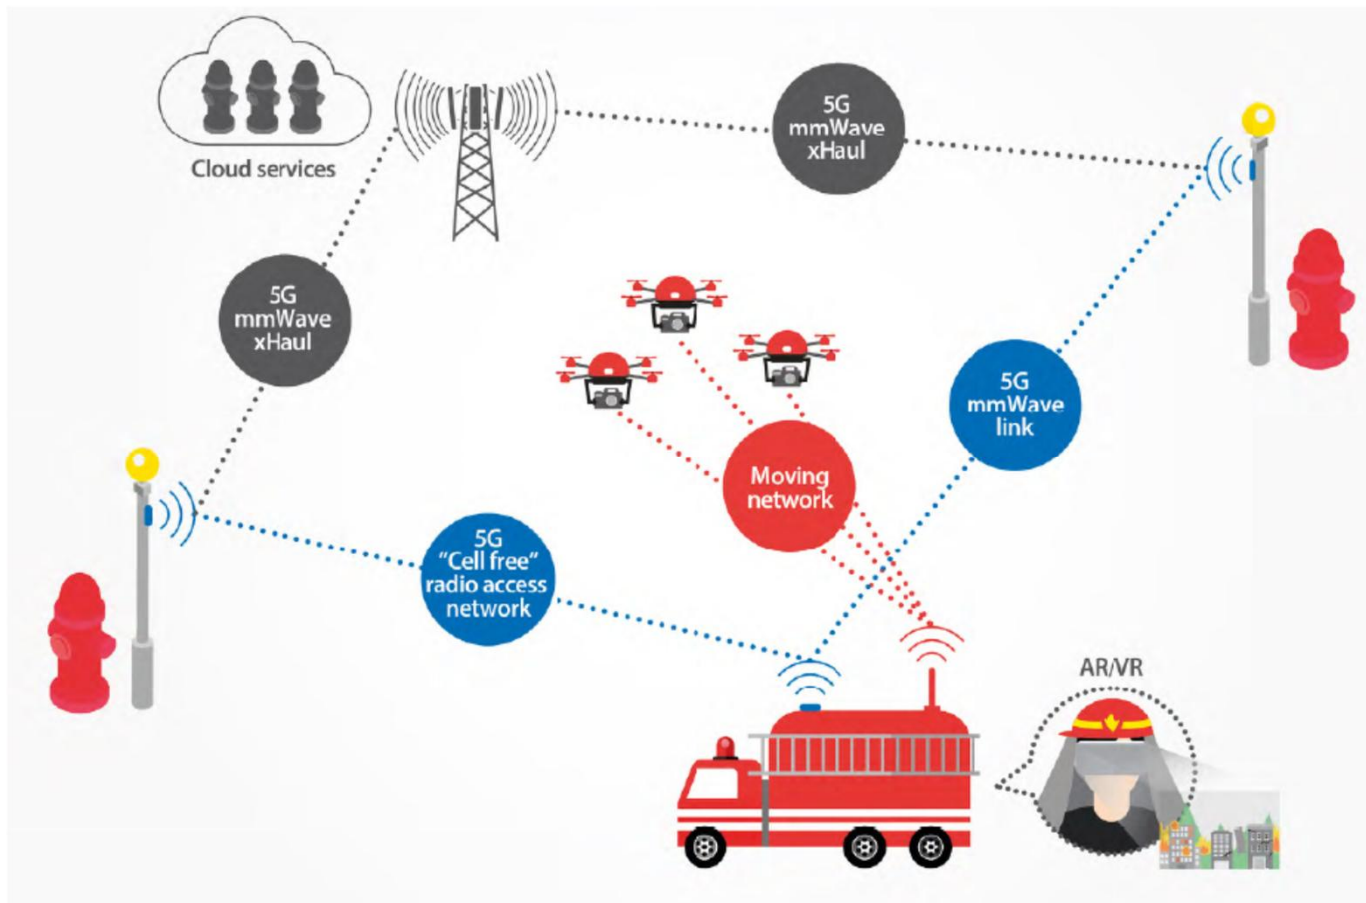 Cloud services
5G
mmWave
xHaul
5G
mmWave
xHaul
5G
mmWave
link
Moving
network
5G
"Cell free"
radio access
network
AR/VR